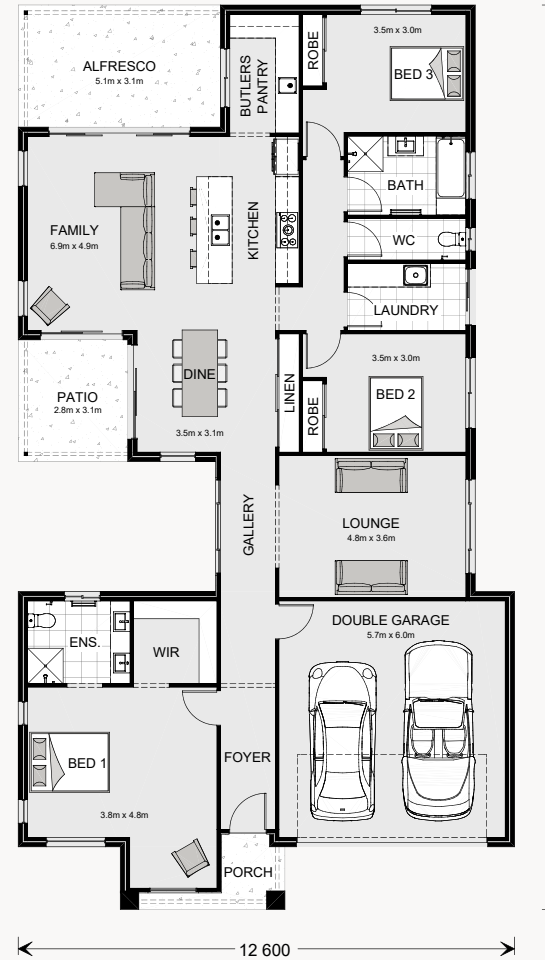 ALFRESCO
5.1m x 3.1m
BUTLERS
PANTRY
ROBE
3.5m x 3.0m
BED 3
BATH
FAMILY
6.9m x 4.9m
KITCHEN
WC
LAUNDRY
PATIO
2.8m x 3.1m
DINE
3.5m x 3.1m
LINEN
ROBE
3.5m x 3.0m
BED 2
GALLERY
LOUNGE
4.8m x 3.6m
ENS.
WIR
DOUBLE GARAGE
5.7m x 6.0m
BED 1
3.8m x 4.8m
FOYER
PORCH
12 600